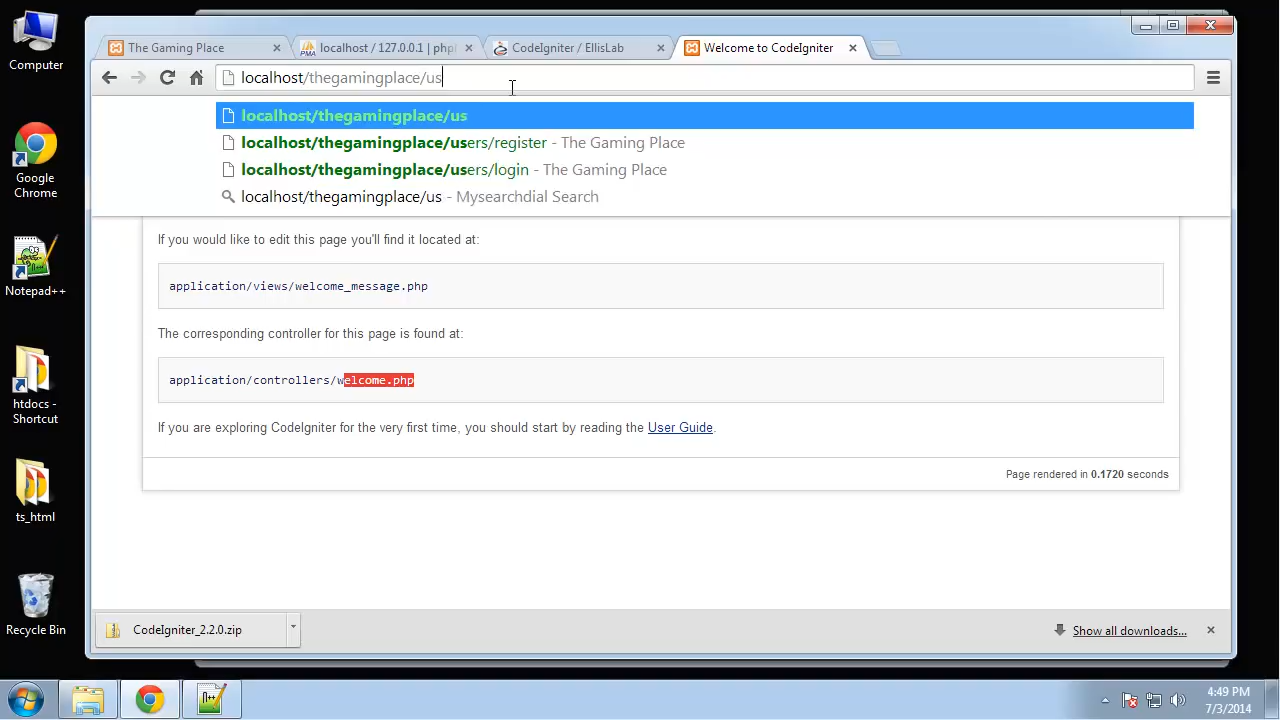 Computer
Google
Chrome
Notepad++
htdocs -
Shortcut
ts_html
Recycle Bin
The Gaming Place
localhost / 127.0.0.1 | php
CodeIgniter / EllisLab
Welcome to CodeIgniter
localhost/thegamingplace/us
localhost/thegamingplace/us
localhost/thegamingplace/users/register - The Gaming Place
localhost/thegamingplace/users/login - The Gaming Place
localhost/thegamingplace/us - Mysearchdial Search
If you would like to edit this page you'll find it located at:
application/views/welcome_message.php
The corresponding controller for this page is found at:
application/controllers/welcome.php
If you are exploring CodeIgniter for the very first time, you should start by reading the User Guide.
Page rendered in 0.1720 seconds
CodeIgniter_2.2.0.zip
Show all downloads...
4:49 PM
7/3/2014